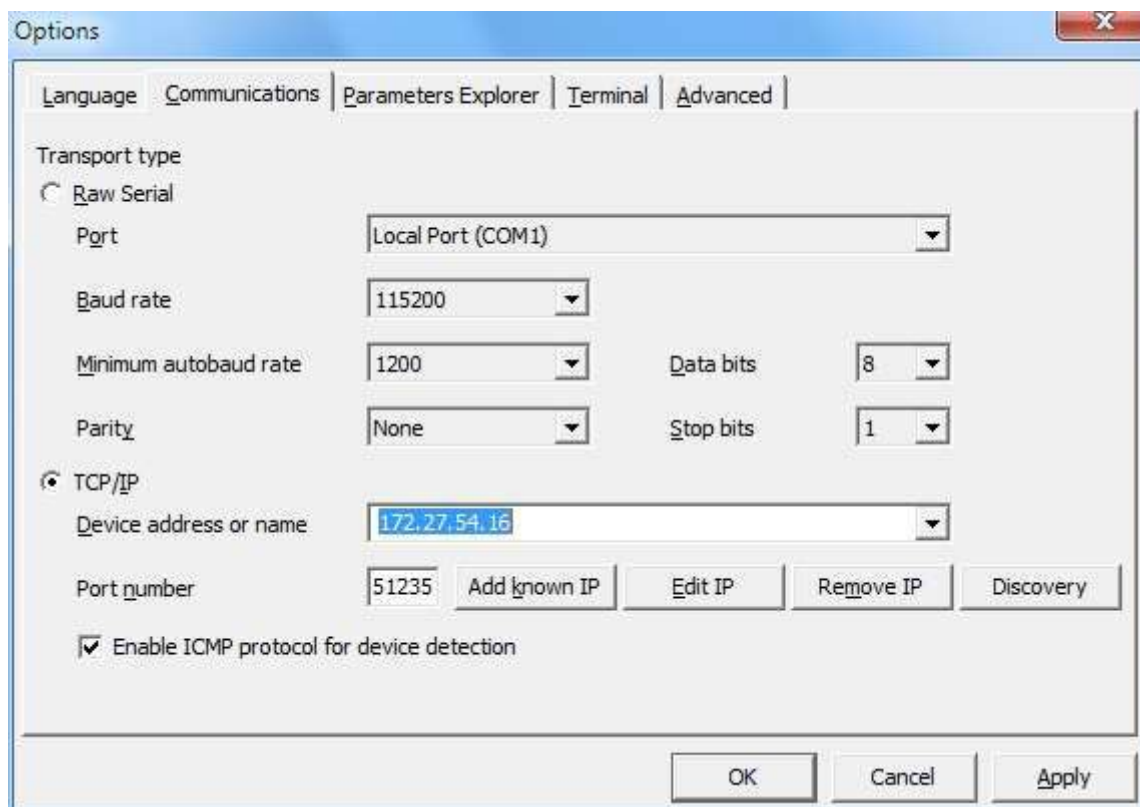 Options
Language Communications Parameters Explorer Terminal Advanced
Transport type
Raw Serial
Port Local Port (COM1)
Baud rate 115200
Minimum autobaud rate 1200 Data bits 8
Parity None Stop bits 1
TCP/IP
Device address or name 172.27.54.16
Port number 51235 Add known IP Edit IP Remove IP Discovery
Enable ICMP protocol for device detection
OK Cancel Apply